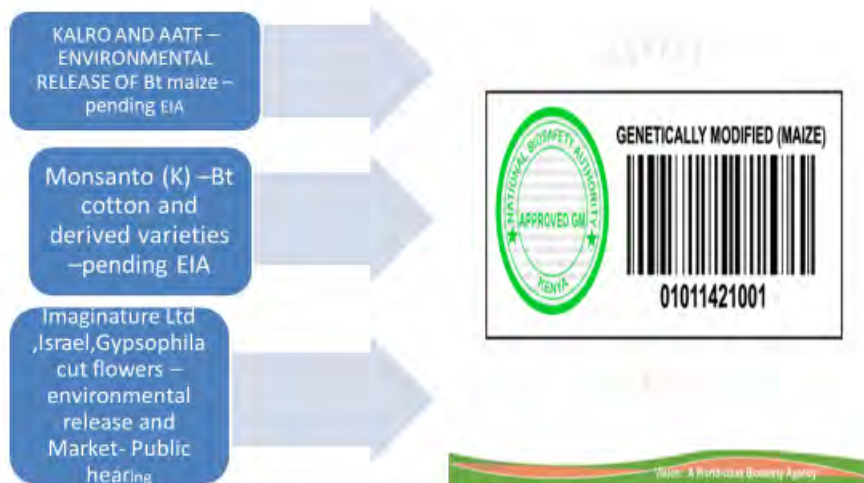 KALRO AND AATF –
ENVIRONMENTAL
RELEASE OF Bt maize –
pending EIA
Monsanto (K) –Bt
cotton and
derived varieties
–pending EIA
Imaginature Ltd
,Israel,Gypsophila
cut flowers –
environmental
release and
Market- Public
hearing
GENETICALLY MODIFIED (MAIZE)
NATIONAL BIOSAFETY AUTHORITY
APPROVED GM
KENYA
01011421001
Vision: A World-class Biosafety Agency